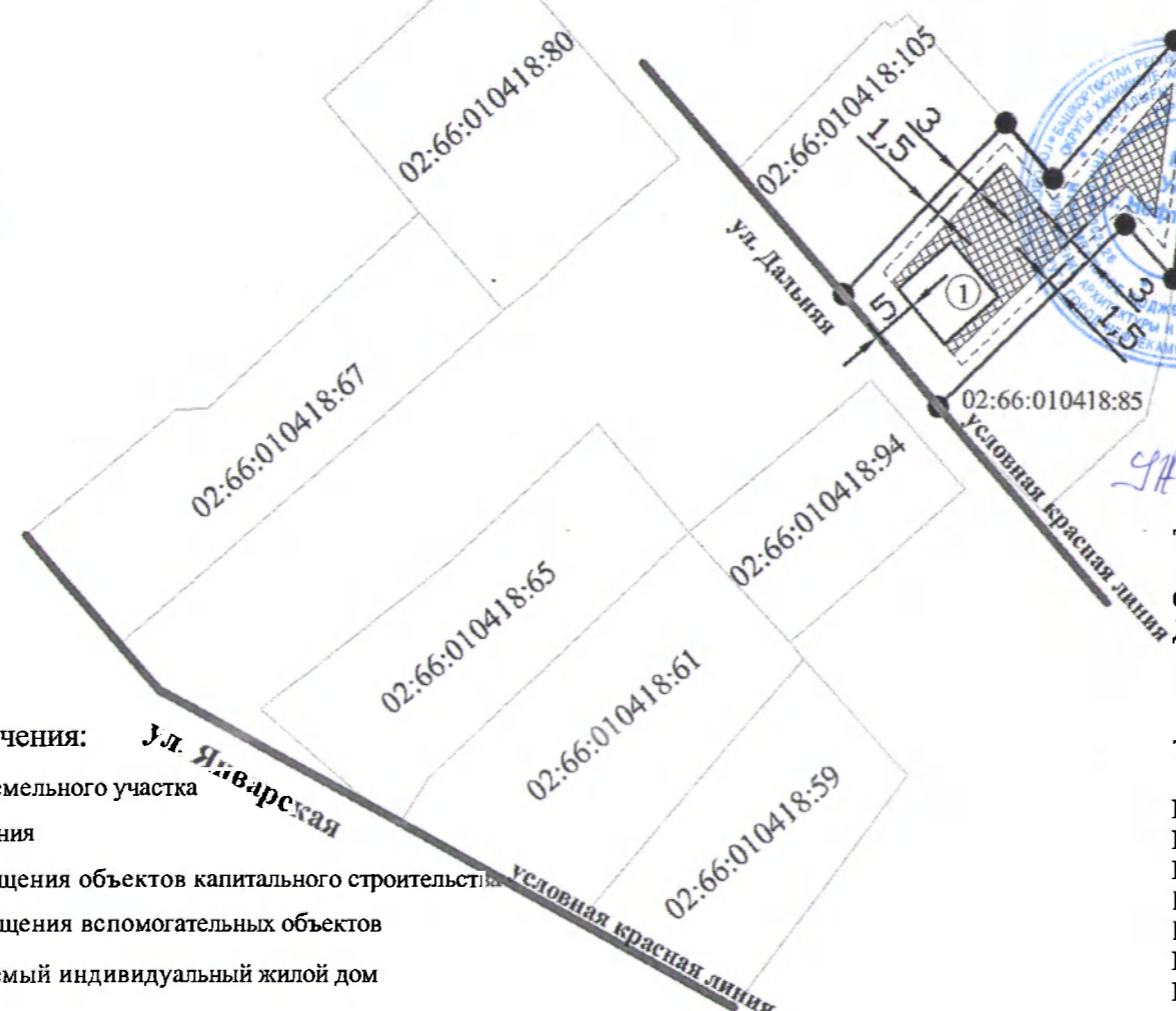 02:66:010418:80
02:66:010418:105
3
1,5
ул. Дальняя
5
1
3
1,5
02:66:010418:85
условная красная линия
02:66:010418:67
02:66:010418:94
02:66:010418:65
02:66:010418:61
02:66:010418:59
чения:
ул. Январская
емельного участка
ния
щения объектов капитального строительства
условная красная линия
щения вспомогательных объектов
емый индивидуальный жилой дом